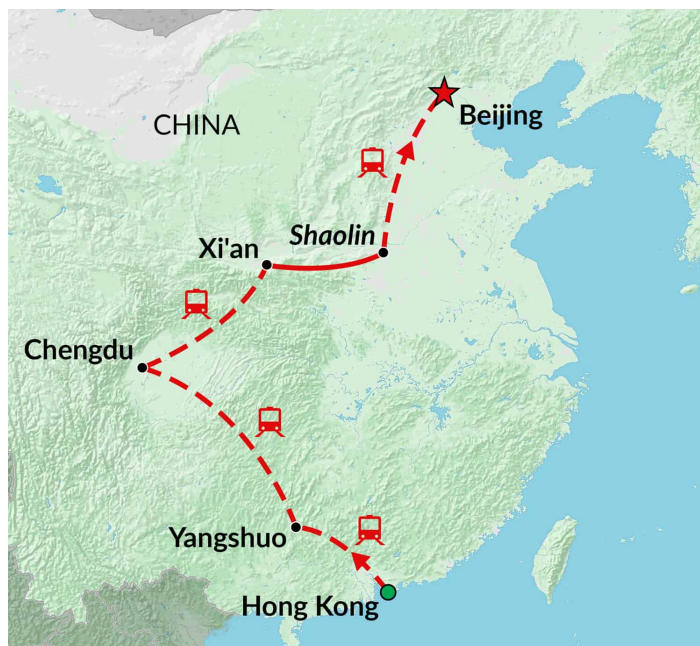 CHINA
Beijing
Shaolin
Xi'an
Chengdu
Yangshuo
Hong Kong